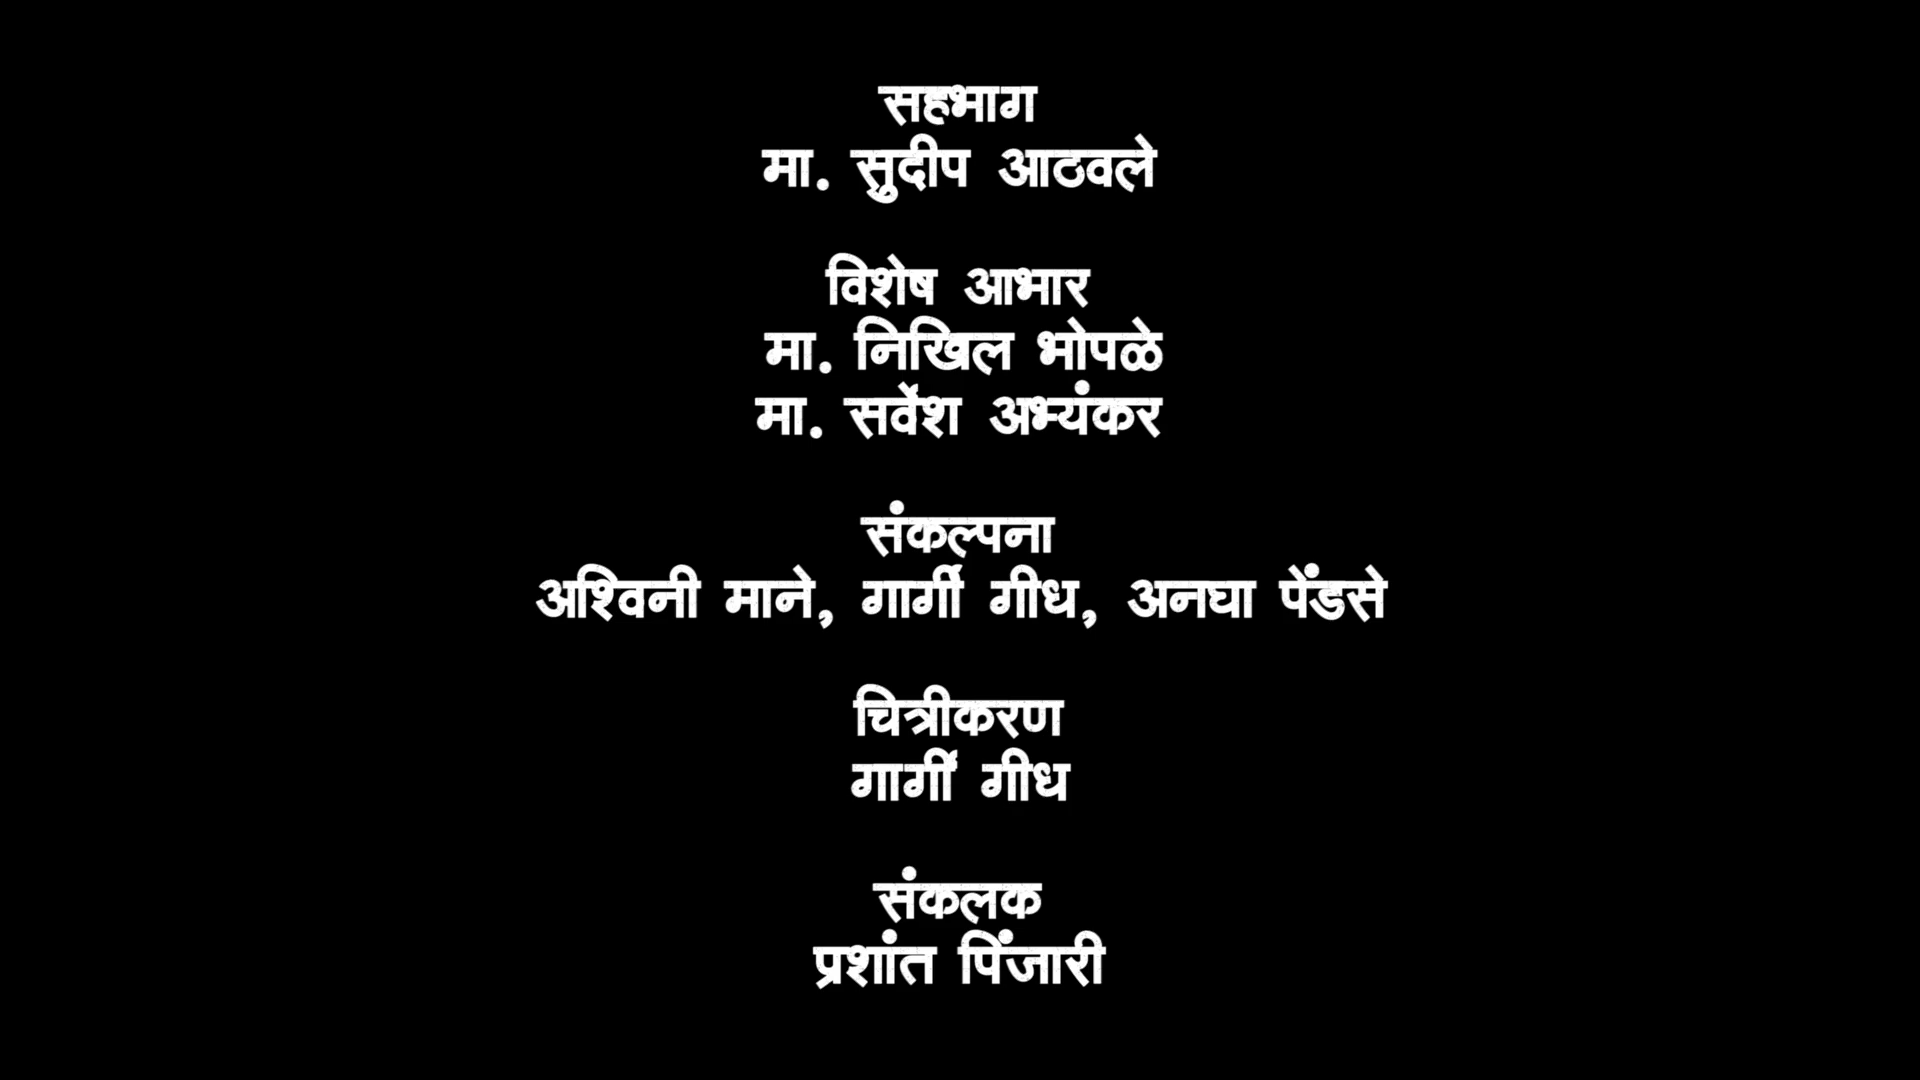 सहभाग
मा. सुदीप आठवले
विशेष आभार
मा. निखिल भोपळे
मा. सर्वेश अभ्यंकर
संकल्पना
अश्विनी माने, गार्गी गीध, अनघा पेंडसे
चित्रीकरण
गार्गी गीध
संकलक
प्रशांत पिंजारी